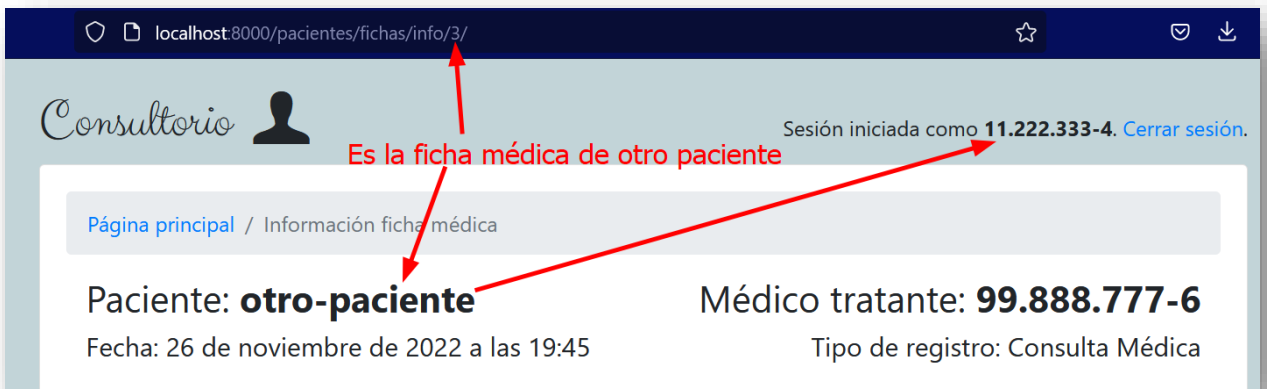 localhost:8000/pacientes/fichas/info/3/
Consultorio
Sesión iniciada como 11.222.333-4. Cerrar sesión.
Es la ficha médica de otro paciente
Página principal / Información ficha médica
Paciente: otro-paciente
Médico tratante: 99.888.777-6
Fecha: 26 de noviembre de 2022 a las 19:45
Tipo de registro: Consulta Médica